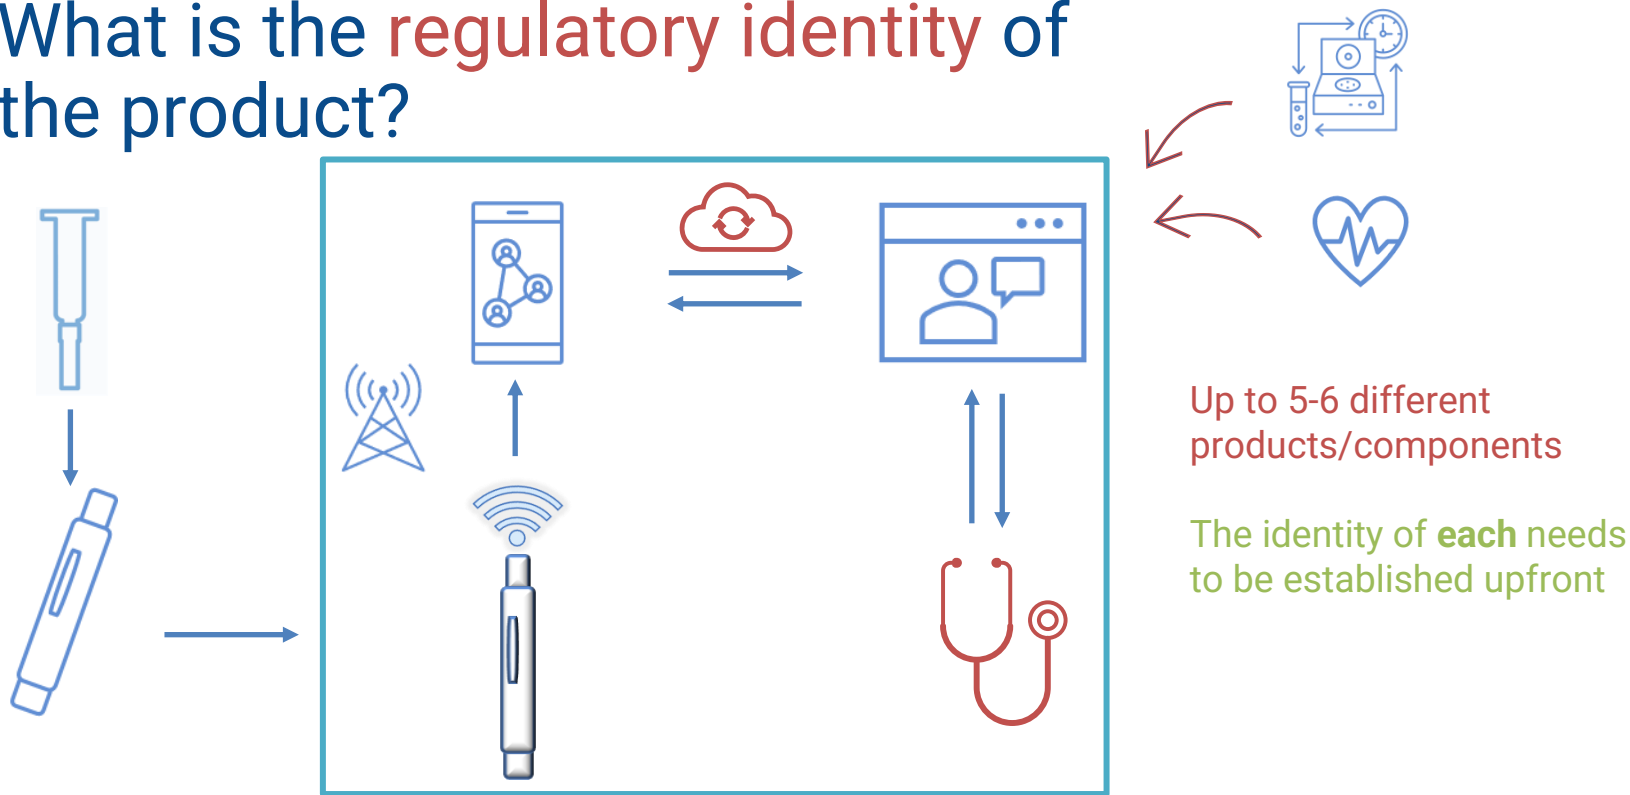 What is the regulatory identity of
the product?
Up to 5-6 different
products/components
The identity of each needs
to be established upfront